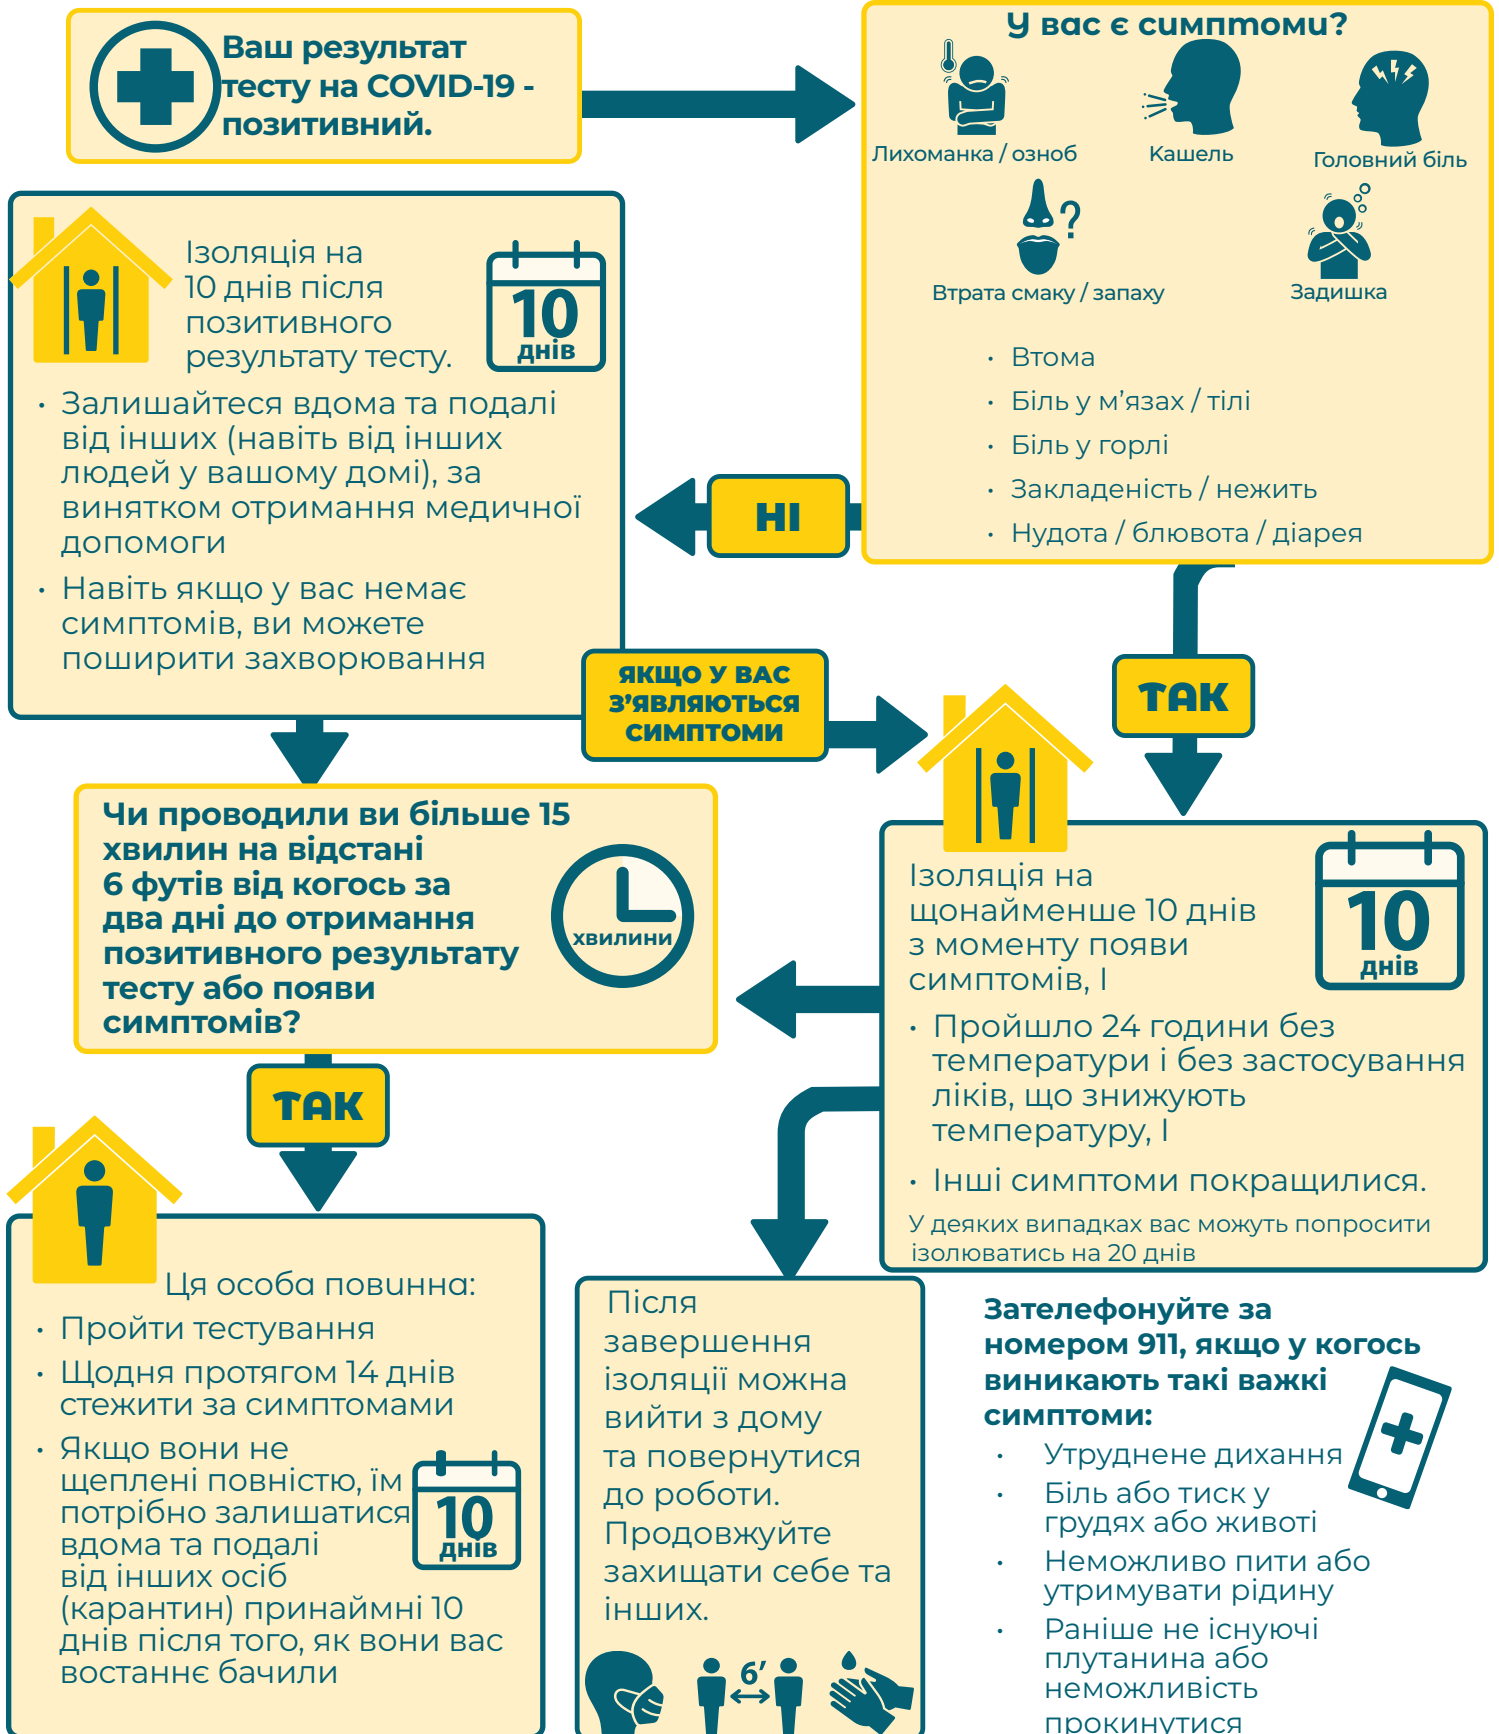 Ваш результат
тесту на COVID-19 -
позитивний.
У вас є симптоми?
Лихоманка / озноб
Кашель
Головний біль
Втрата смаку / запаху
Задишка
· Втома
· Біль у м’язах / тілі
· Біль у горлі
· Закладеність / нежить
· Нудота / блювота / діарея
НІ
ТАК
Ізоляція на
10 днів після
позитивного
результату тесту.
10
днів
· Залишайтеся вдома та подалі
від інших (навіть від інших
людей у вашому домі), за
винятком отримання медичної
допомоги
· Навіть якщо у вас немає
симптомів, ви можете
поширити захворювання
ЯКЩО У ВАС
З’ЯВЛЯЮТЬСЯ
СИМПТОМИ
Ізоляція на
щонайменше 10 днів
з моменту появи
симптомів, І
10
днів
· Пройшло 24 години без
температури і без застосування
ліків, що знижують
температуру, І
· Інші симптоми покращилися.
У деяких випадках вас можуть попросити
ізолюватись на 20 днів
Чи проводили ви більше 15
хвилин на відстані
6 футів від когось за
два дні до отримання
позитивного результату
тесту або появи
симптомів?
хвилини
ТАК
Ця особа повинна:
· Пройти тестування
· Щодня протягом 14 днів
стежити за симптомами
· Якщо вони не
щеплені повністю, їм
потрібно залишатися
вдома та подалі
від інших осіб
(карантин) принаймні 10
днів після того, як вони вас
востаннє бачили
10
днів
Після
завершення
ізоляції можна
вийти з дому
та повернутися
до роботи.
Продовжуйте
захищати себе та
інших.
6’
Зателефонуйте за
номером 911, якщо у когось
виникають такі важкі
симптоми:
· Утруднене дихання
· Біль або тиск у
грудях або животі
· Неможливо пити або
утримувати рідину
· Раніше не існуючі
плутанина або
неможливість
прокинутися